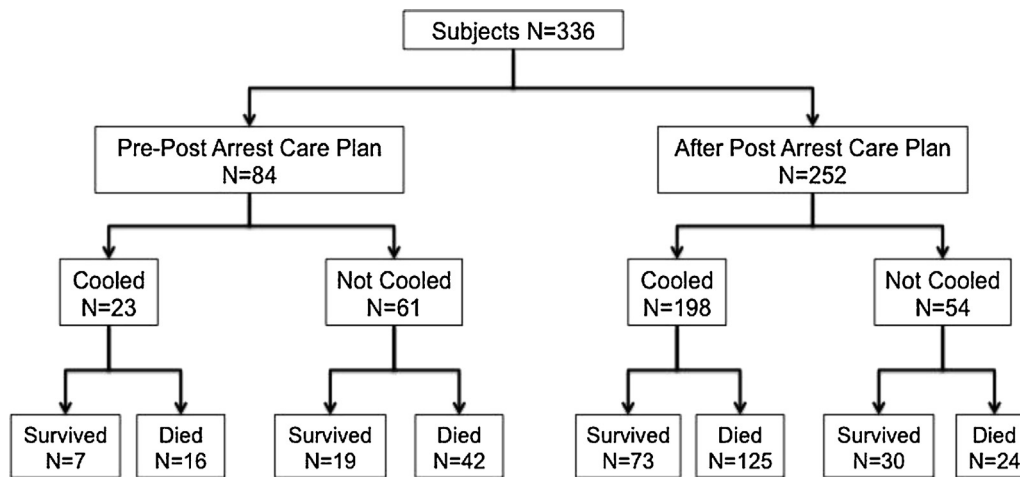 Subjects N=336
Pre-Post Arrest Care Plan
N=84
After Post Arrest Care Plan
N=252
Cooled
N=23
Not Cooled
N=61
Cooled
N=198
Not Cooled
N=54
Survived
N=7
Died
N=16
Survived
N=19
Died
N=42
Survived
N=73
Died
N=125
Survived
N=30
Died
N=24